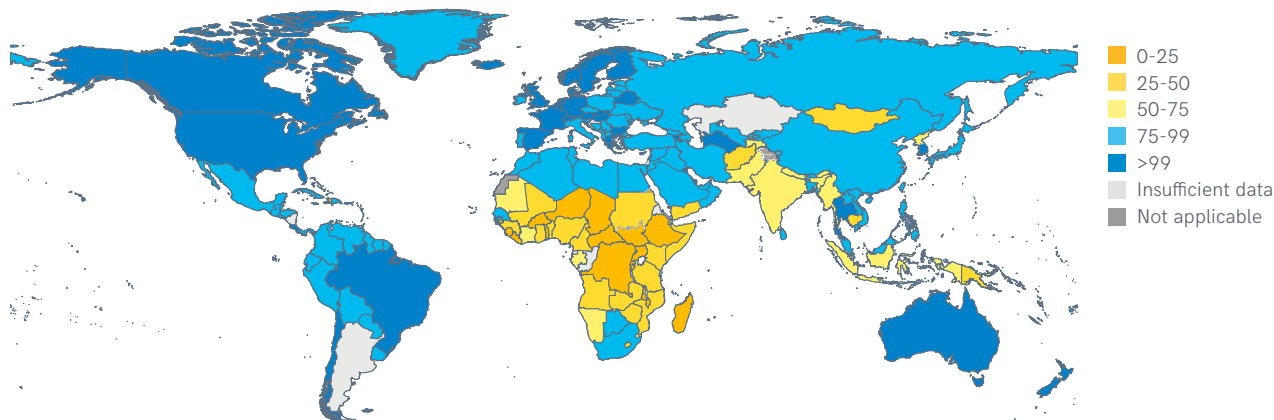 0-25
25-50
50-75
75-99
>99
Insufficient data
Not applicable